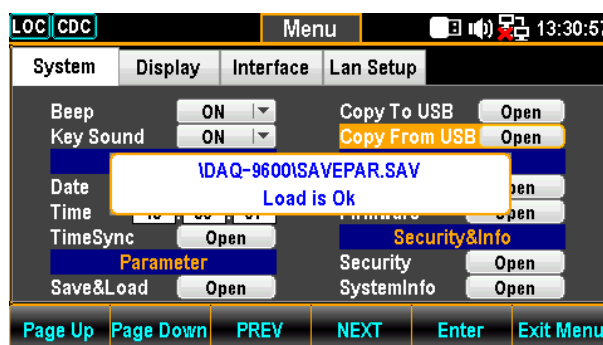 LOC CDC Menu 13:30:57
System Display Interface Lan Setup
Beep ON Copy To USB Open
Key Sound ON Copy From USB Open
\DAQ-9600\SAVEPAR.SAV
Load is Ok
Date
Time
TimeSync Open Security&Info
Parameter Security Open
Save&Load Open SystemInfo Open
Page Up Page Down PREV NEXT Enter Exit Menu